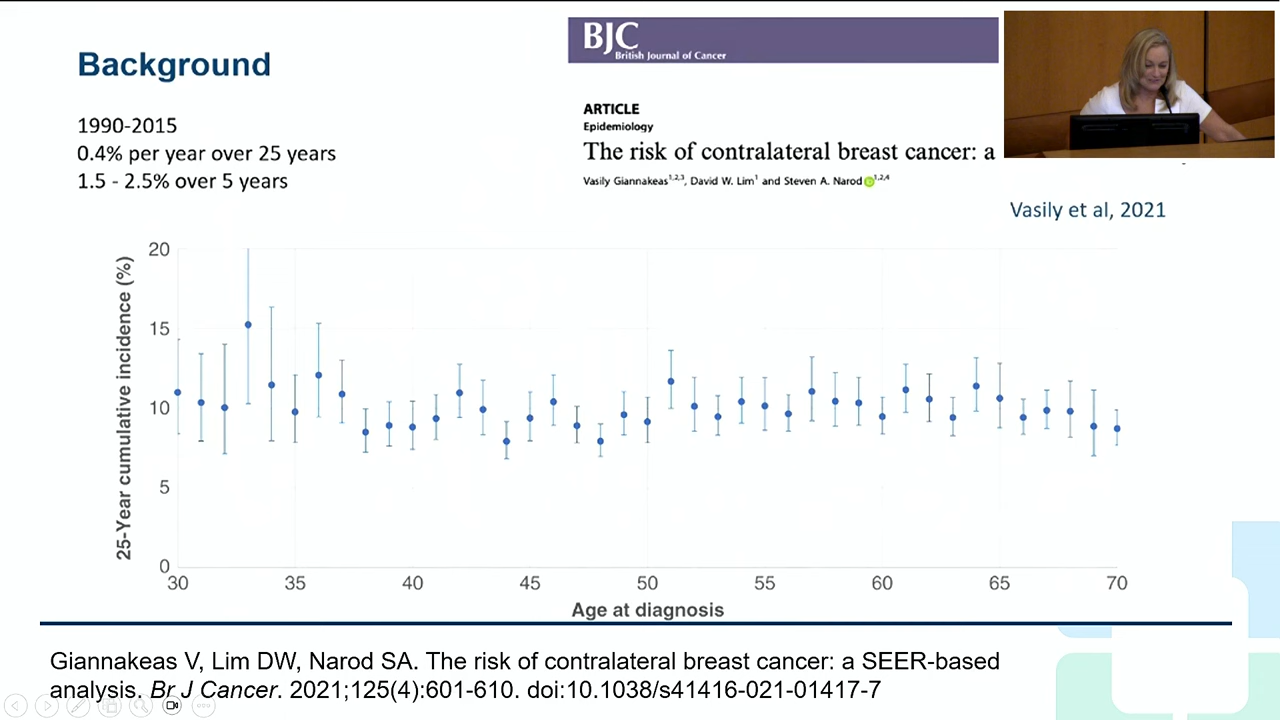 Background
1990-2015
0.4% per year over 25 years
1.5 - 2.5% over 5 years
BJC
British Journal of Cancer
ARTICLE
Epidemiology
The risk of contralateral breast cancer: a
Vasily Giannakeas1,2,3, David W. Lim1 and Steven A. Narod 1,2,4
Vasily et al, 2021
25-Year cumulative incidence (%)
20
15
10
5
0
30 35 40 45 50 55 60 65 70
Age at diagnosis
Giannakeas V, Lim DW, Narod SA. The risk of contralateral breast cancer: a SEER-based
analysis. Br J Cancer. 2021;125(4):601-610. doi:10.1038/s41416-021-01417-7